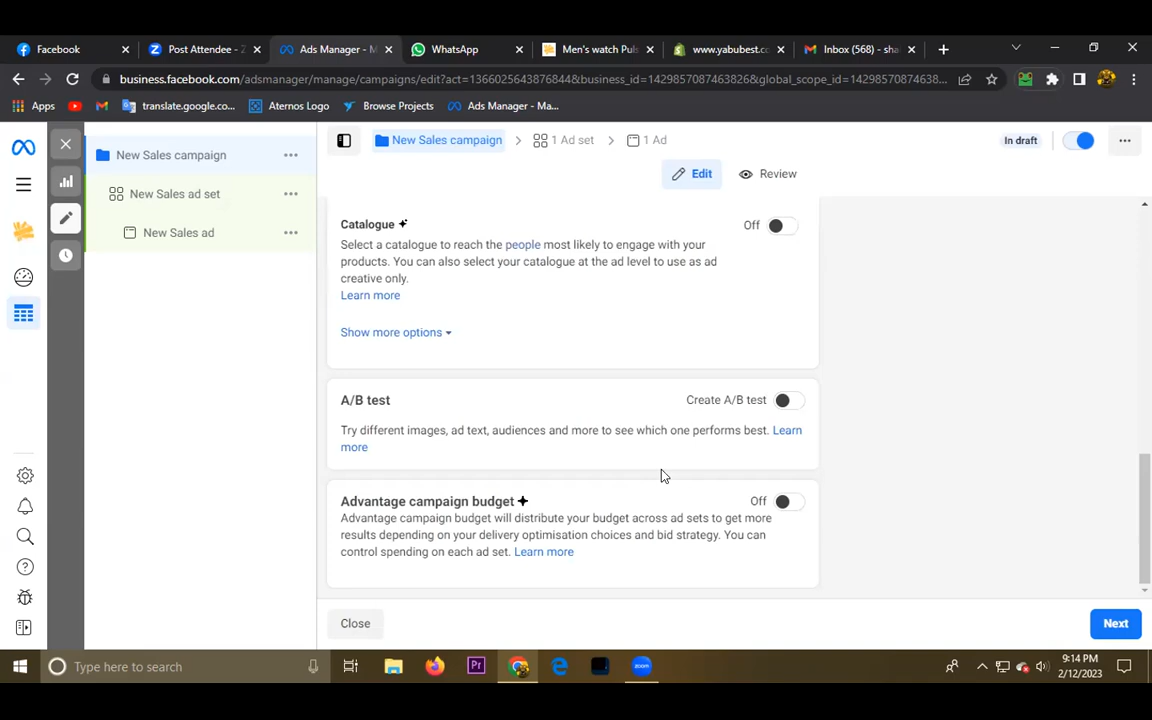 Facebook
Post Attendee - Z
Ads Manager - M
WhatsApp
Men's watch Puls
www.yabubest.cc
Inbox (568) - sha
business.facebook.com/adsmanager/manage/campaigns/edit?act=1366025643876844&business_id=1429857087463826&global_scope_id=14298570874638...
Apps
translate.google.co...
Aternos Logo
Browse Projects
Ads Manager - Ma...
New Sales campaign
New Sales ad set
New Sales ad
New Sales campaign
1 Ad set
1 Ad
In draft
Edit
Review
Catalogue
Off
Select a catalogue to reach the people most likely to engage with your
products. You can also select your catalogue at the ad level to use as ad
creative only.
Learn more
Show more options
A/B test
Create A/B test
Try different images, ad text, audiences and more to see which one performs best. Learn
more
Advantage campaign budget
Off
Advantage campaign budget will distribute your budget across ad sets to get more
results depending on your delivery optimisation choices and bid strategy. You can
control spending on each ad set. Learn more
Close
Next
Type here to search
Pr
zoom
9:14 PM
2/12/2023